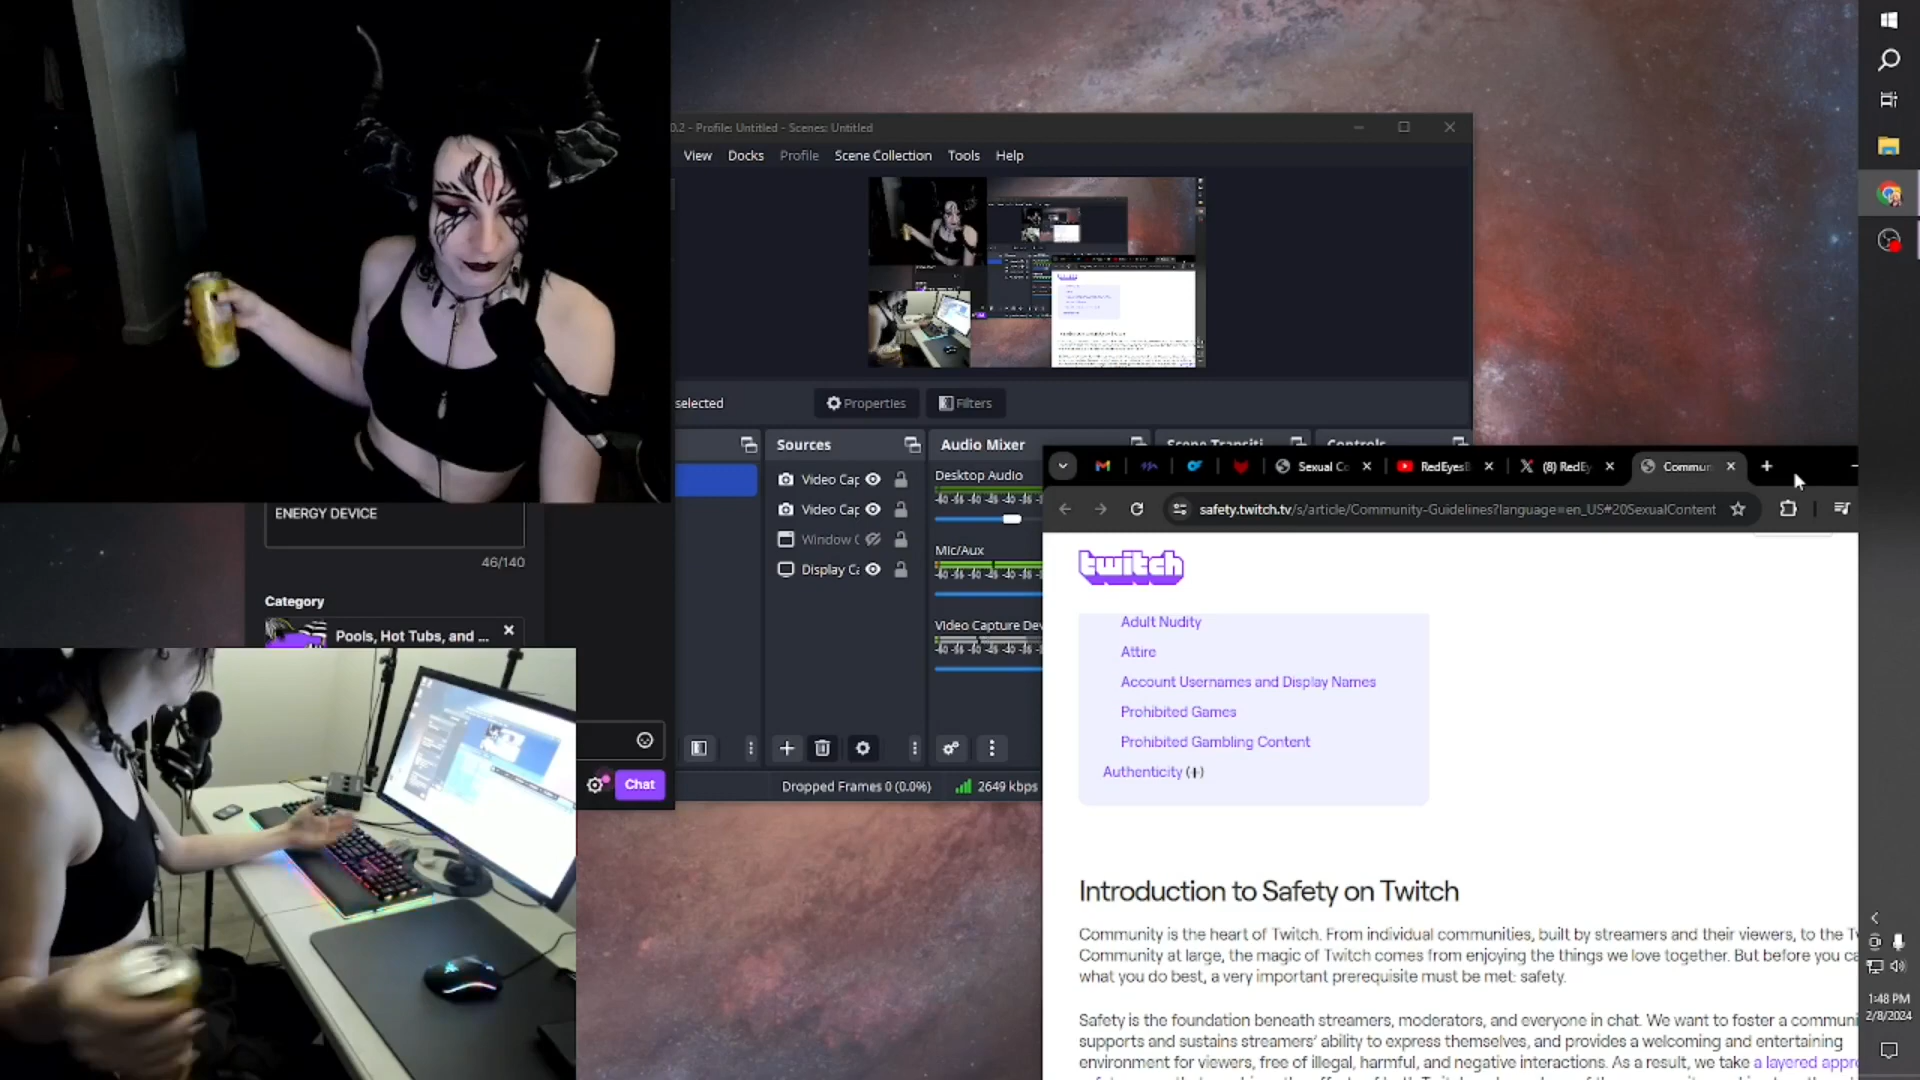 0.2 - Profile: Untitled - Scenes: Untitled
View Docks Profile Scene Collection Tools Help
selected
Properties
Filters
Sources
Video Cap
Video Cap
Window C
Display Ca
Audio Mixer
Desktop Audio
Mic/Aux
Video Capture Dev
Scene Transiti
Controls
Dropped Frames 0 (0.0%)
2649 kbps
ENERGY DEVICE
46/140
Category
Pools, Hot Tubs, and ...
Chat
Sexual Co
RedEyes
(8) RedEy
Commun
safety.twitch.tv/s/article/Community-Guidelines?language=en_US#20SexualContent
twitch
Adult Nudity
Attire
Account Usernames and Display Names
Prohibited Games
Prohibited Gambling Content
Authenticity (+)
Introduction to Safety on Twitch
Community is the heart of Twitch. From individual communities, built by streamers and their viewers, to the Tw
Community at large, the magic of Twitch comes from enjoying the things we love together. But before you ca
what you do best, a very important prerequisite must be met: safety.
Safety is the foundation beneath streamers, moderators, and everyone in chat. We want to foster a communi
supports and sustains streamers' ability to express themselves, and provides a welcoming and entertaining
environment for viewers, free of illegal, harmful, and negative interactions. As a result, we take a layered appr
1:48 PM
2/8/2024